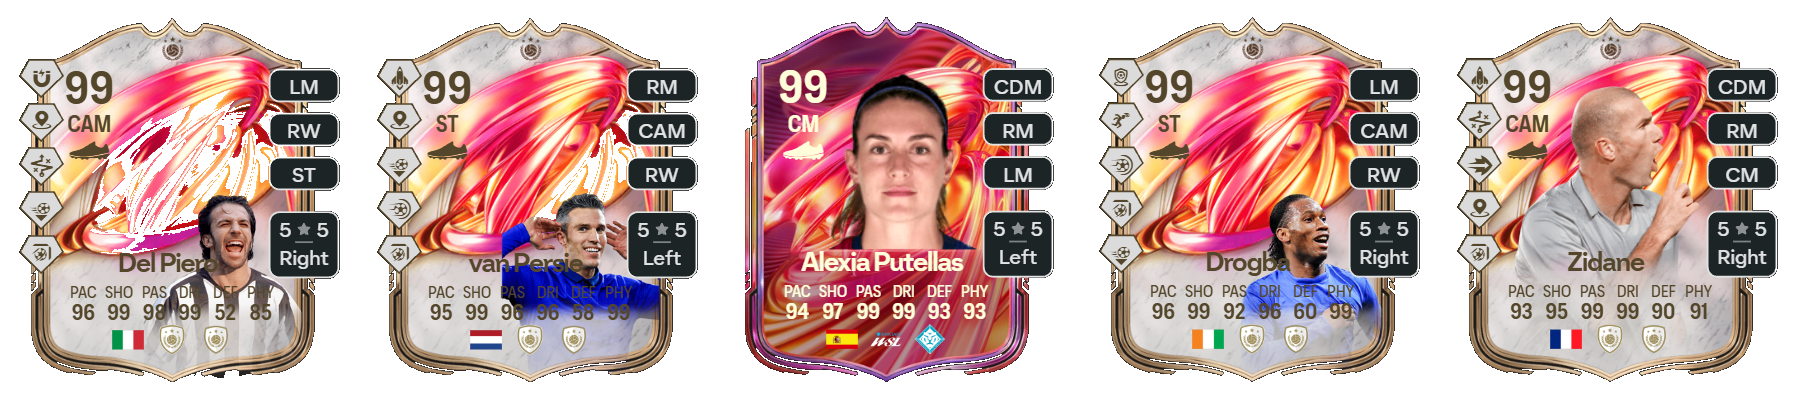 99
CAM
LM
RW
ST
5 ★ 5
Right
Del Piero
PAC SHO PAS DRI DEF PHY
96 99 98 99 52 85
99
ST
RM
CAM
RW
5 ★ 5
Left
van Persie
PAC SHO PAS DRI DEF PHY
95 99 96 96 58 99
99
CM
CDM
RM
LM
5 ★ 5
Left
Alexia Putellas
PAC SHO PAS DRI DEF PHY
94 97 99 99 93 93
WSL
99
ST
LM
CAM
RW
5 ★ 5
Right
Drogba
PAC SHO PAS DRI DEF PHY
96 99 92 96 60 99
99
CAM
CDM
RM
CM
5 ★ 5
Right
Zidane
PAC SHO PAS DRI DEF PHY
93 95 99 99 90 91